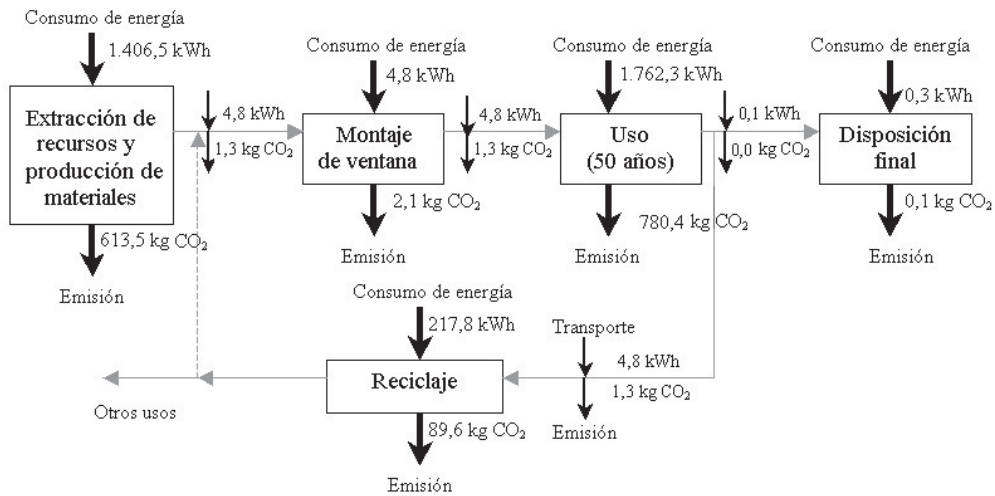 Consumo de energía
1.406,5 kWh
Extracción de
recursos y
producción de
materiales
613,5 kg CO₂
Emisión
4,8 kWh
1,3 kg CO₂
Consumo de energía
4,8 kWh
Montaje
de ventana
2,1 kg CO₂
Emisión
4,8 kWh
1,3 kg CO₂
Consumo de energía
1.762,3 kWh
Uso
(50 años)
780,4 kg CO₂
Emisión
0,1 kWh
0,0 kg CO₂
Consumo de energía
0,3 kWh
Disposición
final
0,1 kg CO₂
Emisión
Consumo de energía
217,8 kWh
Reciclaje
89,6 kg CO₂
Emisión
Transporte
4,8 kWh
1,3 kg CO₂
Emisión
Otros usos